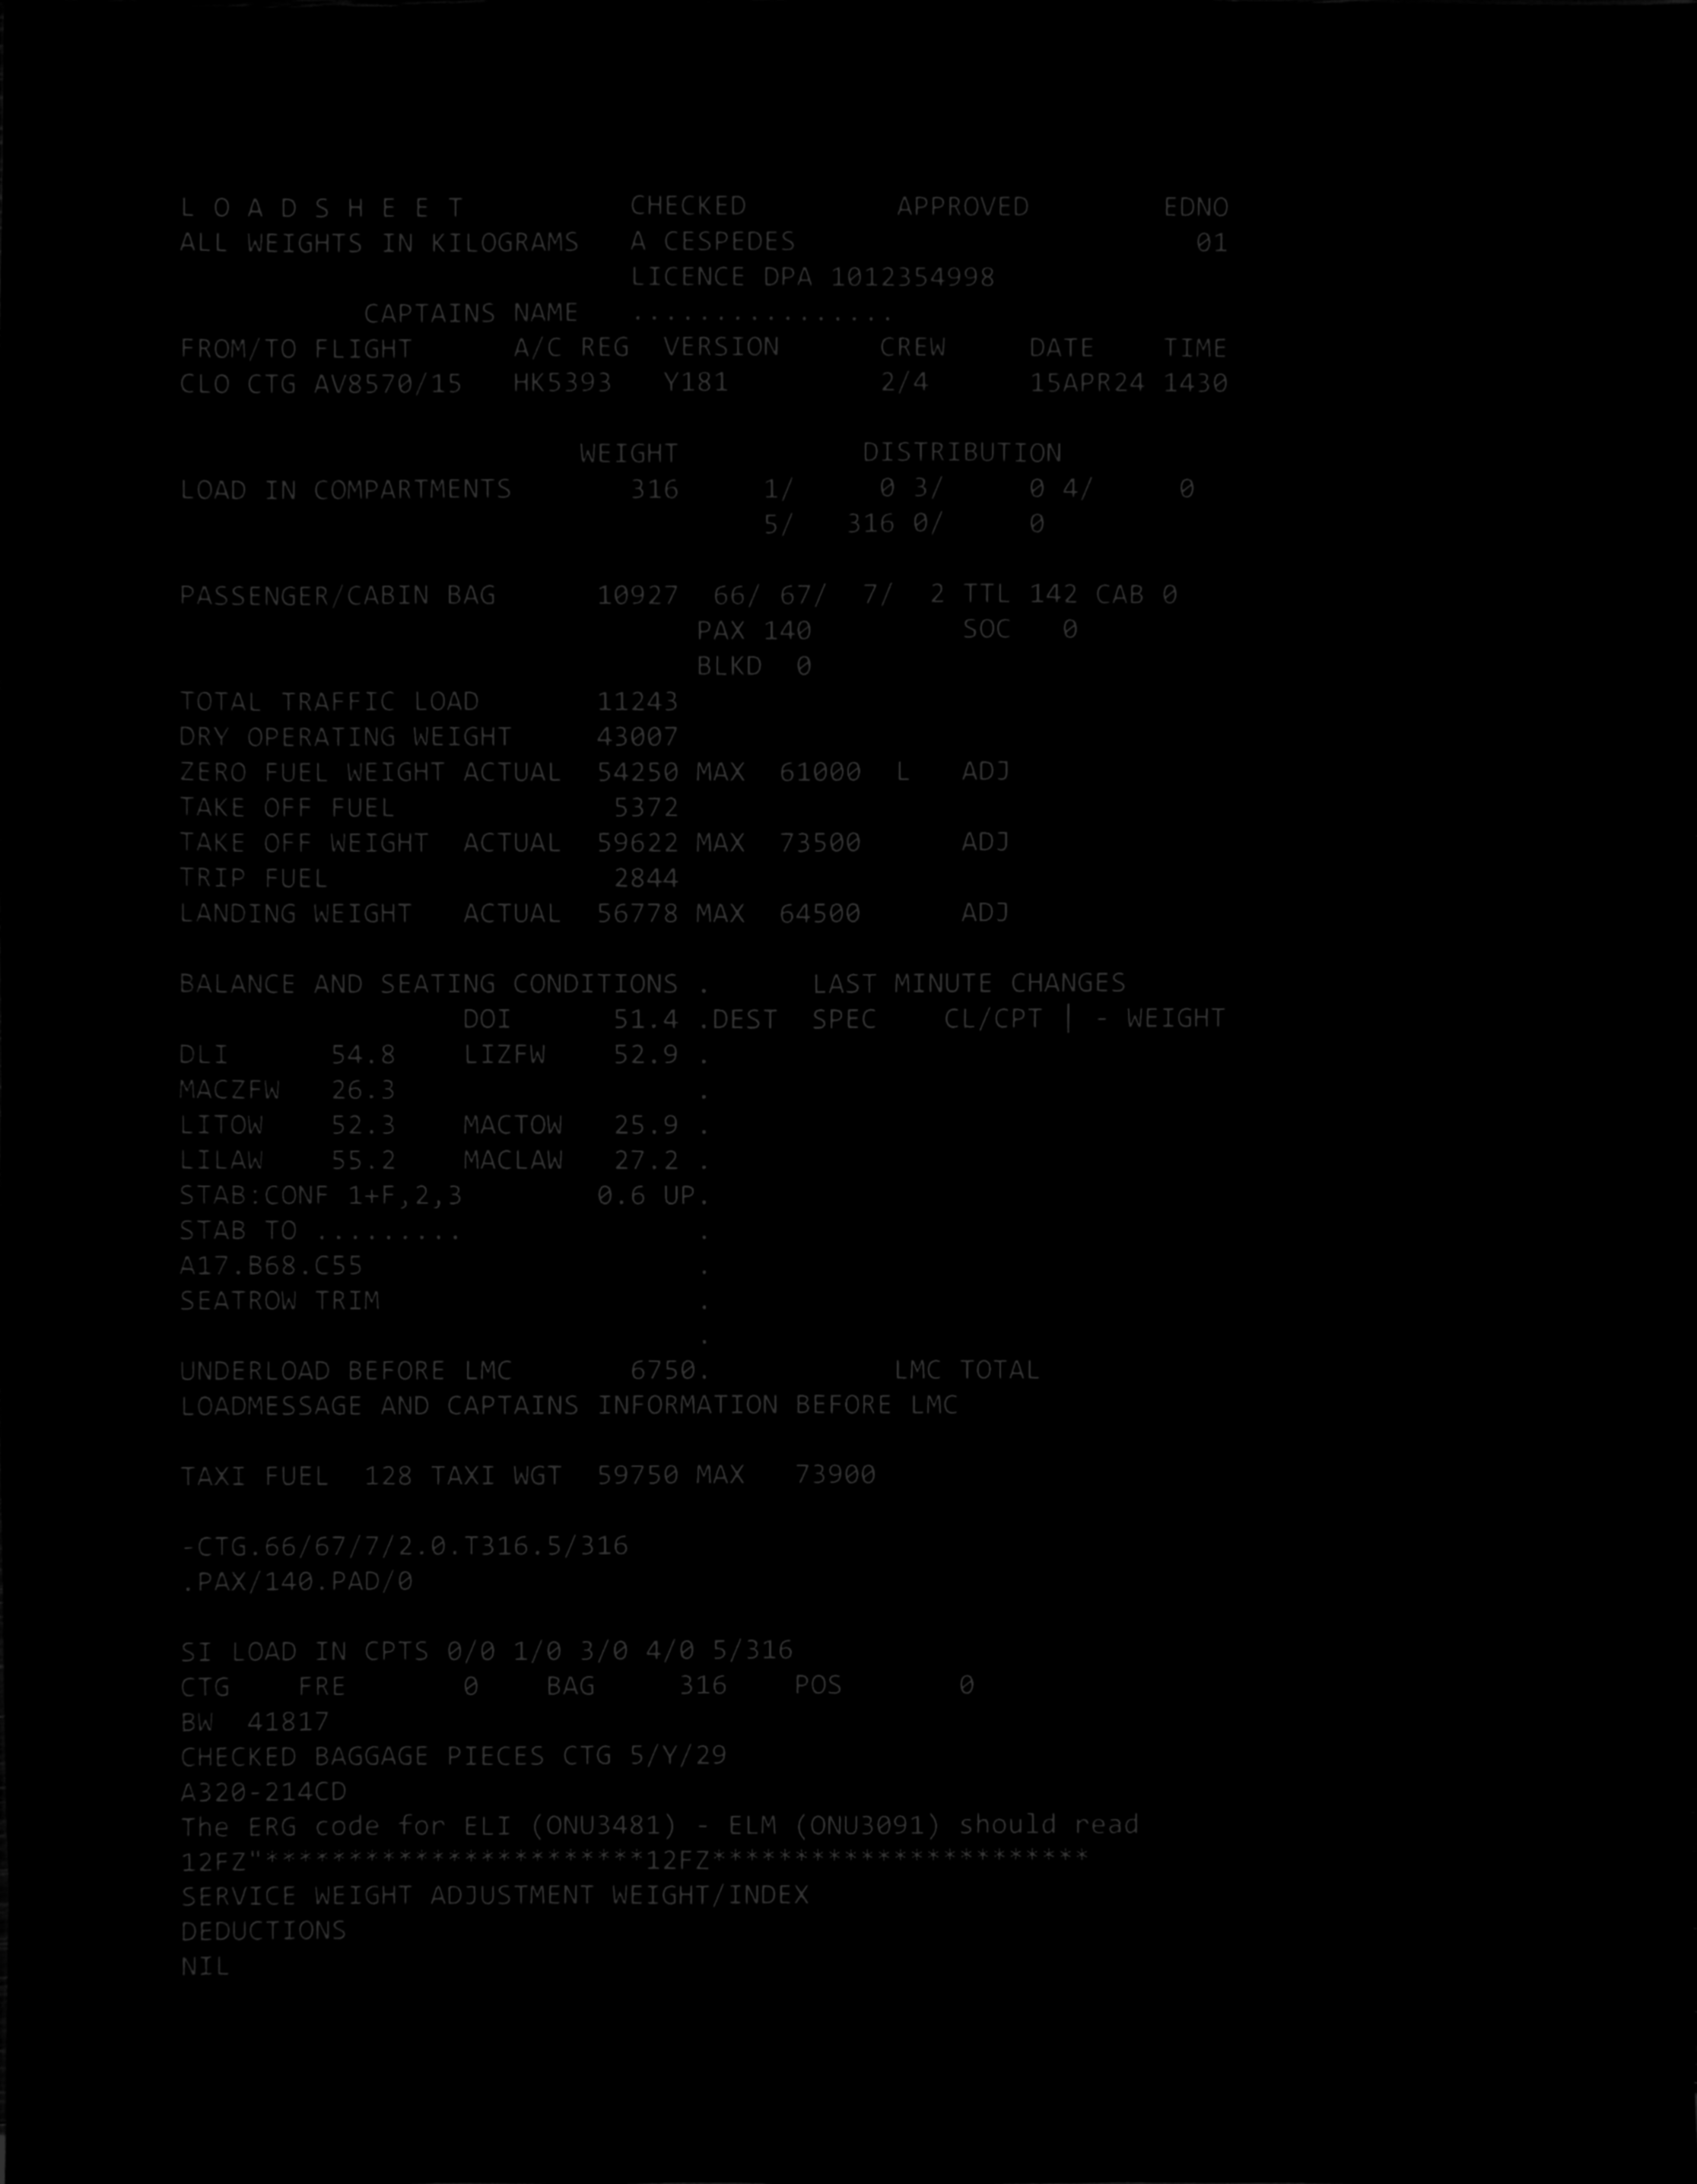 L O A D S H E E T          CHECKED         APPROVED        EDNO
ALL WEIGHTS IN KILOGRAMS   A CESPEDES                        01
                           LICENCE DPA 1012354998
           CAPTAINS NAME   ................
FROM/TO FLIGHT      A/C REG  VERSION      CREW     DATE    TIME
CLO CTG AV8570/15   HK5393   Y181         2/4      15APR24 1430
                        WEIGHT           DISTRIBUTION
LOAD IN COMPARTMENTS       316     1/     0 3/     0 4/     0
                                   5/   316 0/     0
PASSENGER/CABIN BAG      10927  66/ 67/  7/  2 TTL 142 CAB 0
                               PAX 140         SOC   0
                               BLKD  0
TOTAL TRAFFIC LOAD       11243
DRY OPERATING WEIGHT     43007
ZERO FUEL WEIGHT ACTUAL  54250 MAX  61000  L   ADJ
TAKE OFF FUEL             5372
TAKE OFF WEIGHT  ACTUAL  59622 MAX  73500      ADJ
TRIP FUEL                 2844
LANDING WEIGHT   ACTUAL  56778 MAX  64500      ADJ
BALANCE AND SEATING CONDITIONS .      LAST MINUTE CHANGES
                 DOI      51.4 .DEST  SPEC    CL/CPT | - WEIGHT
DLI      54.8    LIZFW    52.9 .
MACZFW   26.3                  .
LITOW    52.3    MACTOW   25.9 .
LILAW    55.2    MACLAW   27.2 .
STAB:CONF 1+F,2,3        0.6 UP.
STAB TO .........              .
A17.B68.C55                    .
SEATROW TRIM                   .
                               .
UNDERLOAD BEFORE LMC       6750.           LMC TOTAL
LOADMESSAGE AND CAPTAINS INFORMATION BEFORE LMC
TAXI FUEL  128 TAXI WGT  59750 MAX   73900
-CTG.66/67/7/2.0.T316.5/316
.PAX/140.PAD/0
SI LOAD IN CPTS 0/0 1/0 3/0 4/0 5/316
CTG    FRE       0    BAG     316    POS       0
BW  41817
CHECKED BAGGAGE PIECES CTG 5/Y/29
A320-214CD
The ERG code for ELI (ONU3481) - ELM (ONU3091) should read
12FZ"***********************12FZ***********************
SERVICE WEIGHT ADJUSTMENT WEIGHT/INDEX
DEDUCTIONS
NIL